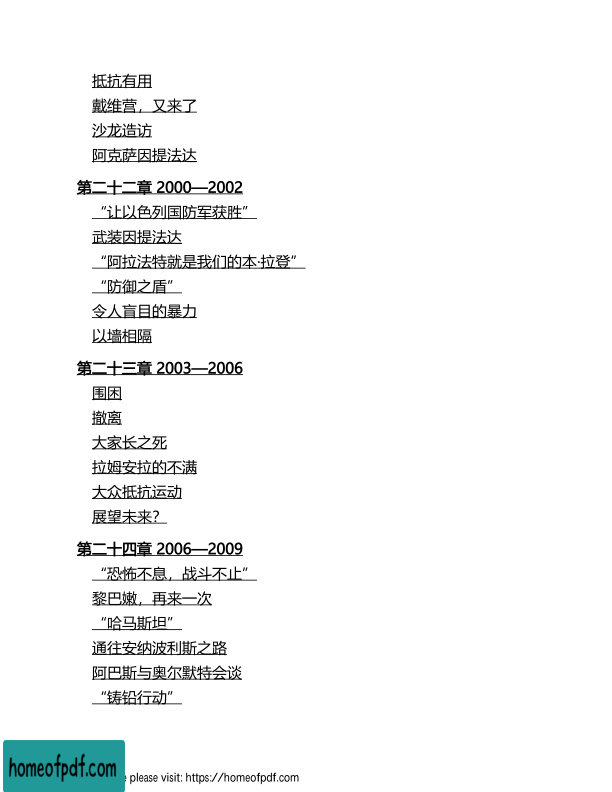 抵抗有用
戴维营，又来了
沙龙造访
阿克萨因提法达
第二十二章 2000—2002
“让以色列国防军获胜”
武装因提法达
“阿拉法特就是我们的本·拉登”
“防御之盾”
令人盲目的暴力
以墙相隔
第二十三章 2003—2006
围困
撤离
大家长之死
拉姆安拉的不满
大众抵抗运动
展望未来？
第二十四章 2006—2009
“恐怖不息，战斗不止”
黎巴嫩，再来一次
“哈马斯坦”
通往安纳波利斯之路
阿巴斯与奥尔默特会谈
“铸铅行动”
homeofpdf.com
e please visit: https://homeofpdf.com